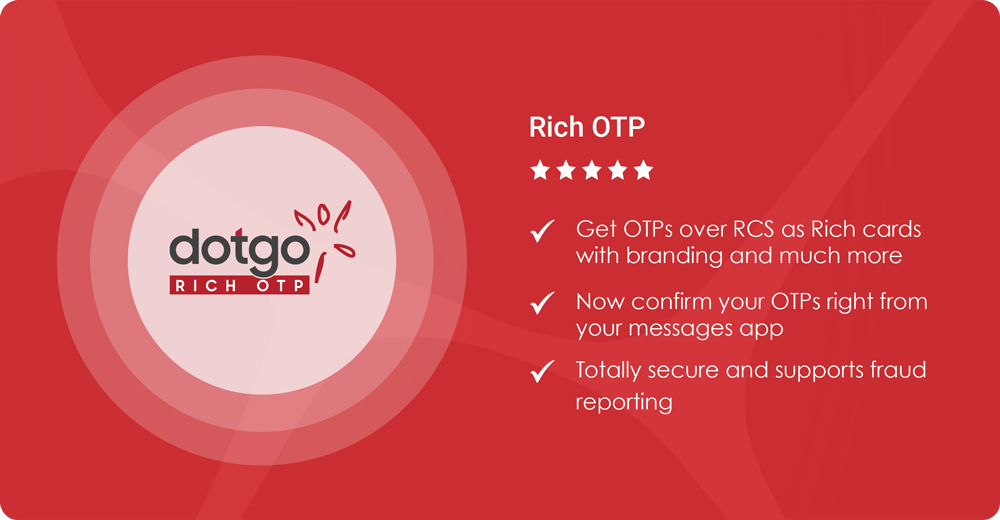 dotgo
RICH OTP
Rich OTP
Get OTPs over RCS as Rich cards
with branding and much more
Now confirm your OTPs right from
your messages app
Totally secure and supports fraud
reporting